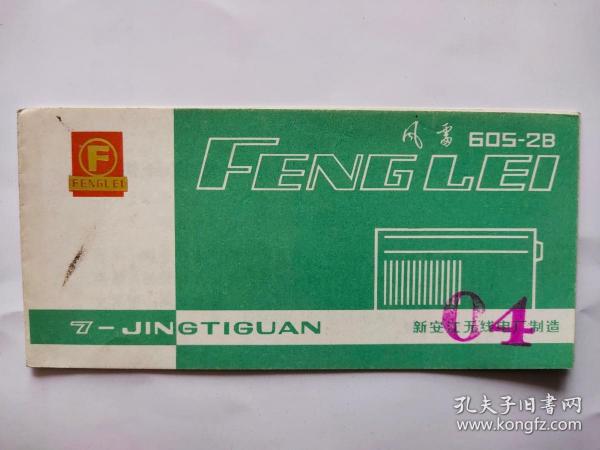 F
FENGLEI
风雷 605-2B
FENGLEI
7-JINGTIGUAN
新安江无线电厂制造
04
孔夫子旧书网
www.kongfz.com